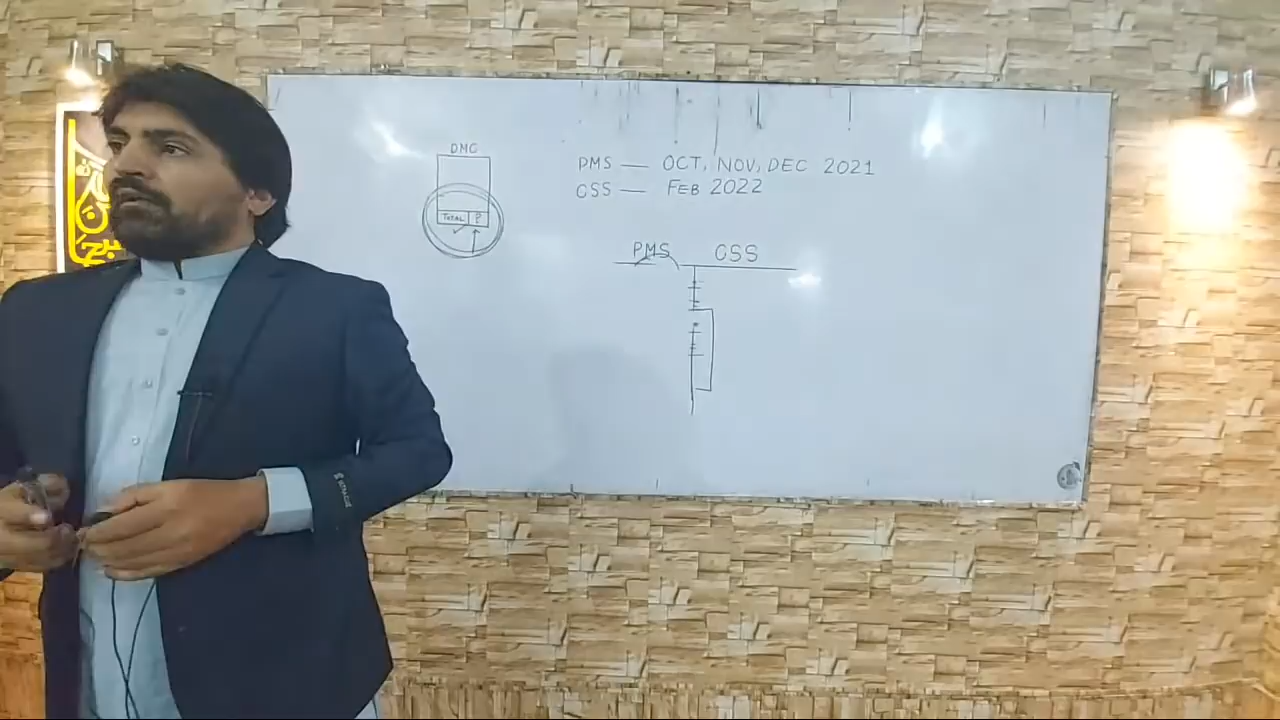 DMC
TOTAL P
PMS — OCT, NOV, DEC 2021
CSS — FEB 2022
PMS CSS